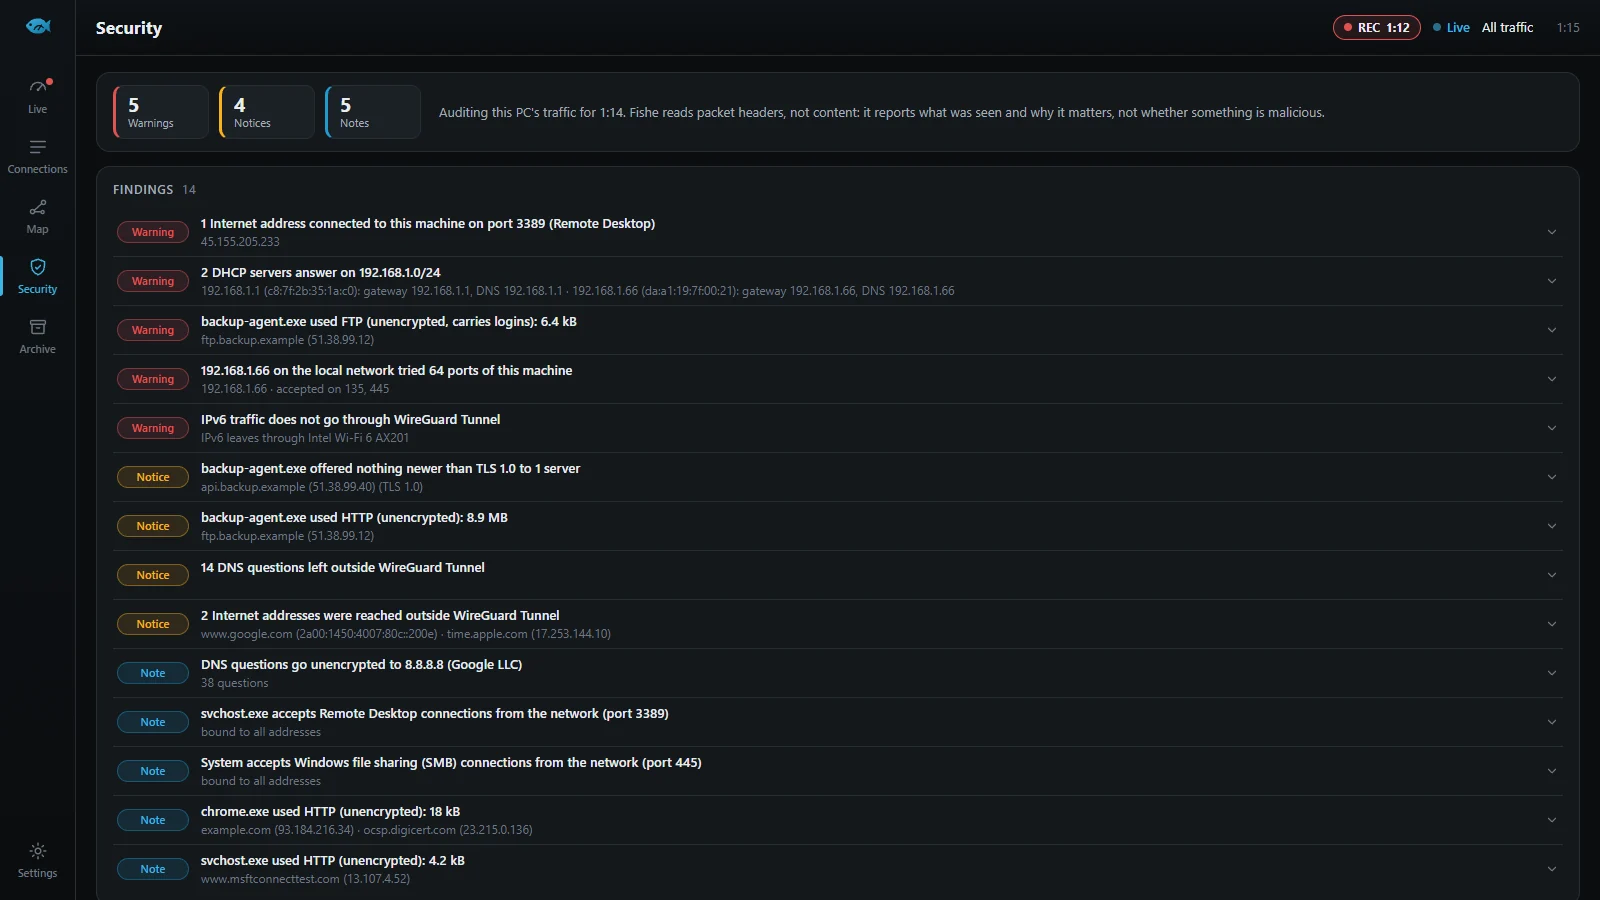 Security
REC 1:12
Live
All traffic
1:15
Live
Connections
Map
Security
Archive
Settings
5
Warnings
4
Notices
5
Notes
Auditing this PC's traffic for 1:14. Fishe reads packet headers, not content: it reports what was seen and why it matters, not whether something is malicious.
FINDINGS 14
Warning
1 Internet address connected to this machine on port 3389 (Remote Desktop)
45.155.205.233
Warning
2 DHCP servers answer on 192.168.1.0/24
192.168.1.1 (c8:7f:2b:35:1a:c0): gateway 192.168.1.1, DNS 192.168.1.1 · 192.168.1.66 (da:a1:19:7f:00:21): gateway 192.168.1.66, DNS 192.168.1.66
Warning
backup-agent.exe used FTP (unencrypted, carries logins): 6.4 kB
ftp.backup.example (51.38.99.12)
Warning
192.168.1.66 on the local network tried 64 ports of this machine
192.168.1.66 · accepted on 135, 445
Warning
IPv6 traffic does not go through WireGuard Tunnel
IPv6 leaves through Intel Wi-Fi 6 AX201
Notice
backup-agent.exe offered nothing newer than TLS 1.0 to 1 server
api.backup.example (51.38.99.40) (TLS 1.0)
Notice
backup-agent.exe used HTTP (unencrypted): 8.9 MB
ftp.backup.example (51.38.99.12)
Notice
14 DNS questions left outside WireGuard Tunnel
Notice
2 Internet addresses were reached outside WireGuard Tunnel
www.google.com (2a00:1450:4007:80c::200e) · time.apple.com (17.253.144.10)
Note
DNS questions go unencrypted to 8.8.8.8 (Google LLC)
38 questions
Note
svchost.exe accepts Remote Desktop connections from the network (port 3389)
bound to all addresses
Note
System accepts Windows file sharing (SMB) connections from the network (port 445)
bound to all addresses
Note
chrome.exe used HTTP (unencrypted): 18 kB
example.com (93.184.216.34) · ocsp.digicert.com (23.215.0.136)
Note
svchost.exe used HTTP (unencrypted): 4.2 kB
www.msftconnecttest.com (13.107.4.52)